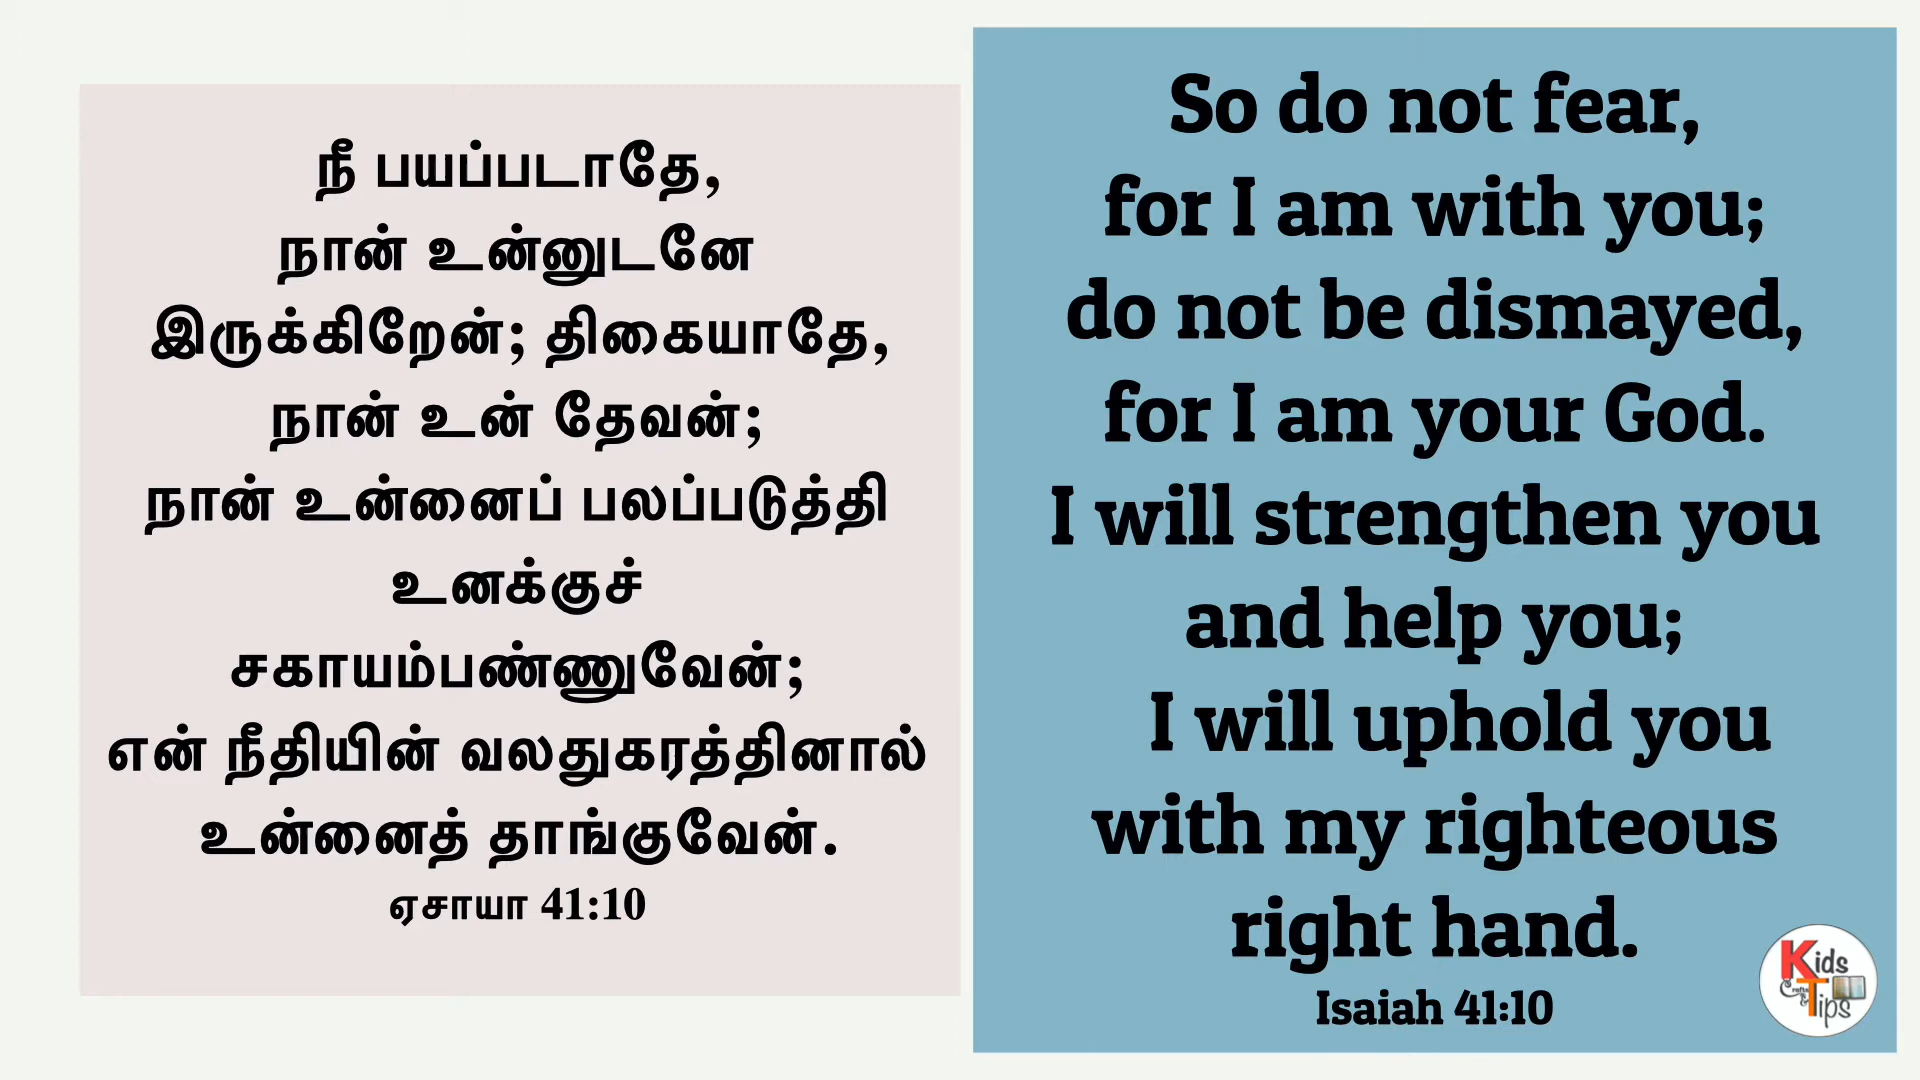 நீ பயப்படாதே,
நான் உன்னுடனே
இருக்கிறேன்; திகையாதே,
நான் உன் தேவன்;
நான் உன்னைப் பலப்படுத்தி
உனக்குச்
சகாயம்பண்ணுவேன்;
என் நீதியின் வலதுகரத்தினால்
உன்னைத் தாங்குவேன்.
ஏசாயா 41:10
So do not fear,
for I am with you;
do not be dismayed,
for I am your God.
I will strengthen you
and help you;
I will uphold you
with my righteous
right hand.
Isaiah 41:10
Kids
Crafts
&
Tips